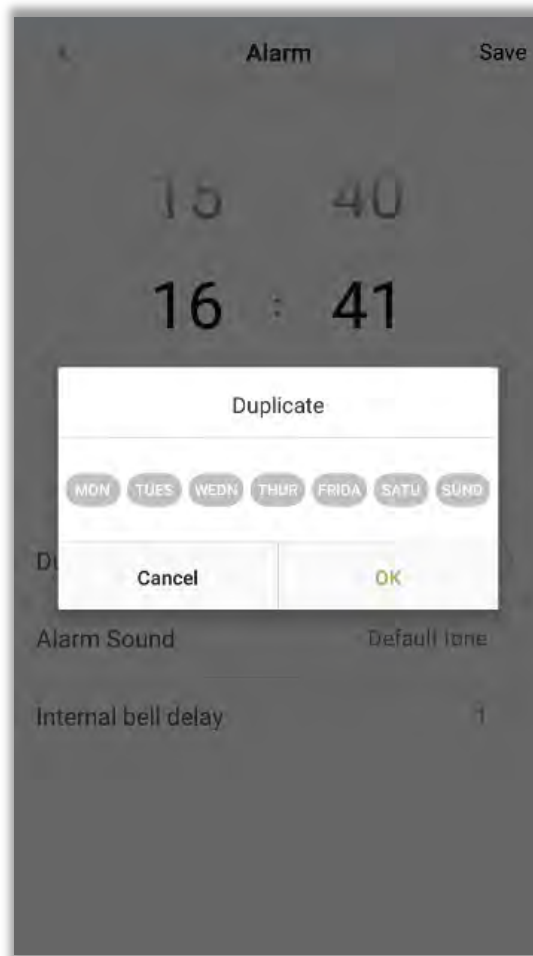 Alarm Save
15 40
16 : 41
Duplicate
MON TUES WEDN THUR FRIDA SATU SUND
Du
Cancel OK
Alarm Sound Default tone
Internal bell delay 1